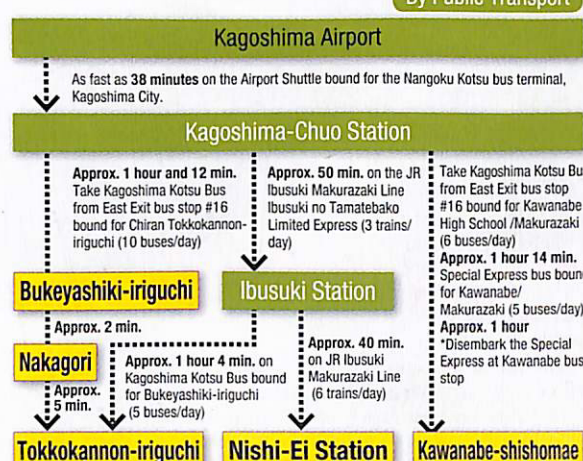 By Public Transport
Kagoshima Airport
As fast as 38 minutes on the Airport Shuttle bound for the Nangoku Kotsu bus terminal,
Kagoshima City.
Kagoshima-Chuo Station
Approx. 1 hour and 12 min.
Take Kagoshima Kotsu Bus
from East Exit bus stop #16
bound for Chiran Tokkokannon-
iriguchi (10 buses/day)
Approx. 50 min. on the JR
Ibusuki Makurazaki Line
Ibusuki no Tamatebako
Limited Express (3 trains/
day)
Take Kagoshima Kotsu Bu
from East Exit bus stop
#16 bound for Kawanabe
High School /Makurazaki
(6 buses/day)
Approx. 1 hour 14 min.
Special Express bus bound
for Kawanabe/
Makurazaki (5 buses/day)
Approx. 1 hour
*Disembark the Special
Express at Kawanabe bus
stop
Bukeyashiki-iriguchi
Ibusuki Station
Approx. 2 min.
Nakagori
Approx.
5 min.
Approx. 1 hour 4 min. on
Kagoshima Kotsu Bus bound
for Bukeyashiki-iriguchi
(5 buses/day)
Approx. 40 min.
on JR Ibusuki
Makurazaki Line
(6 trains/day)
Tokkokannon-iriguchi
Nishi-Ei Station
Kawanabe-shishomae